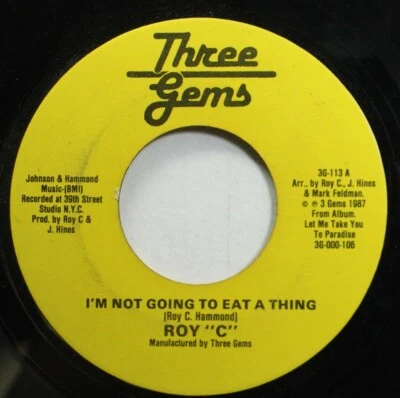 Three
Gems
Johnson & Hammond
Music-(BMI)
Recorded at 39th Street
Studio N.Y.C.
Prod. by Roy C &
J. Hines
3G-113 A
Arr. by Roy C., J. Hines
& Mark Feldman.
© ℗ 3 Gems 1987
From Album.
Let Me Take You
To Paradise
3G-000-106
I'M NOT GOING TO EAT A THING
(Roy C. Hammond)
ROY "C"
Manufactured by Three Gems